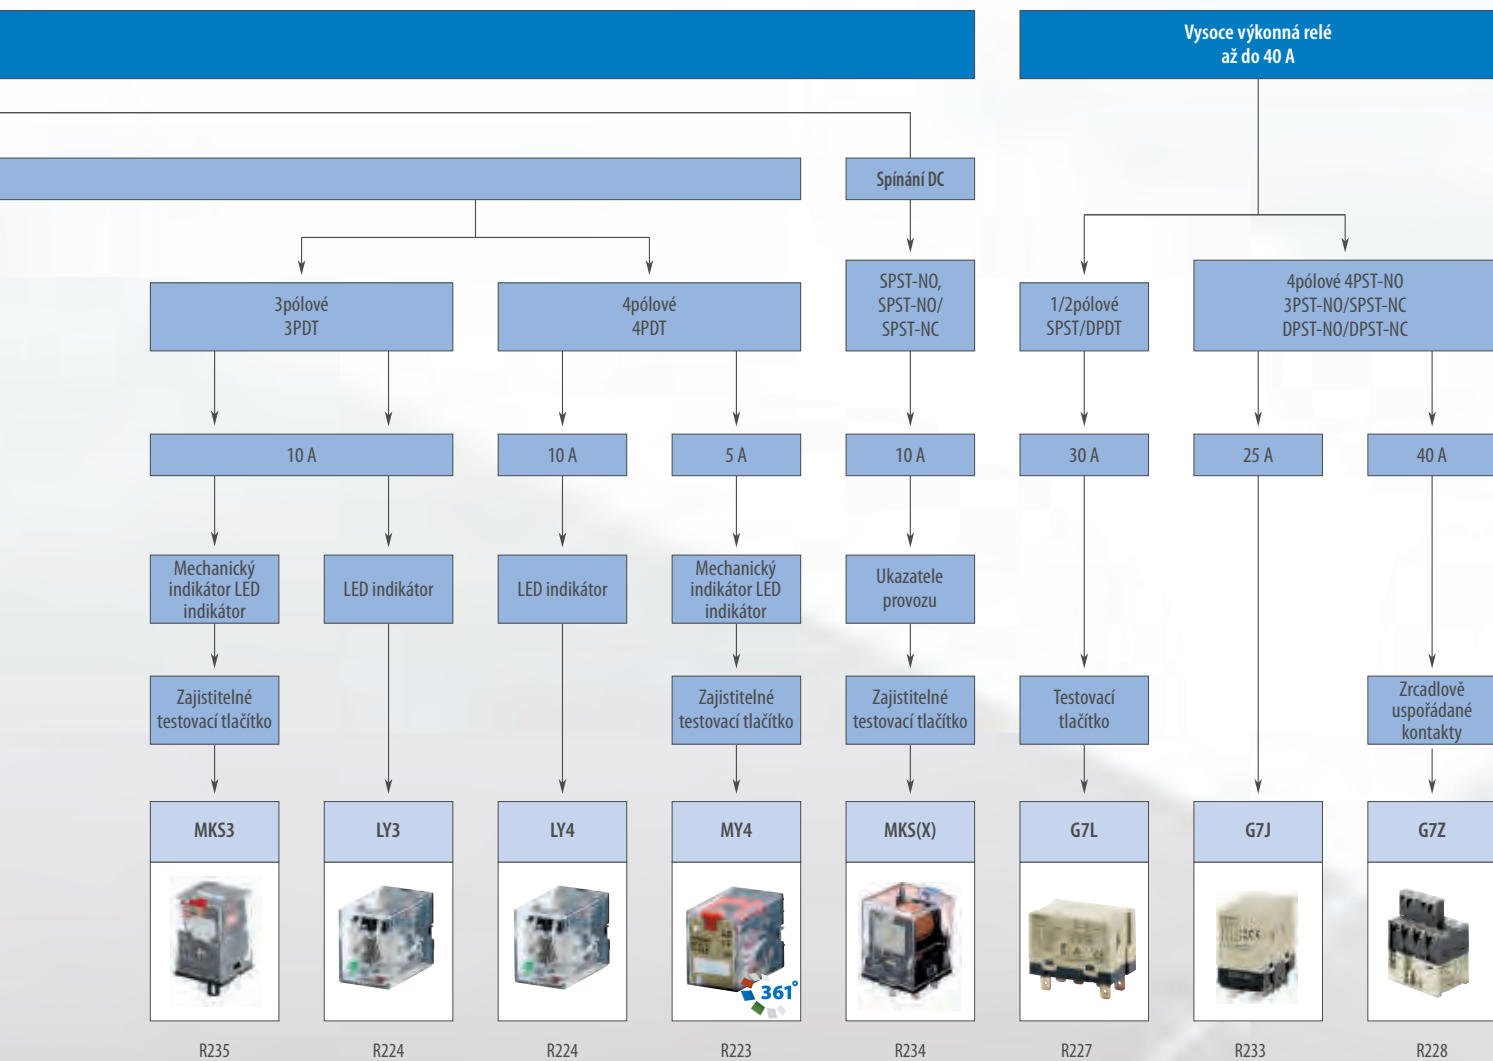 Vysoce výkonná relé
až do 40 A
Spínání DC
3pólové
3PDT
4pólové
4PDT
SPST-NO,
SPST-NO/
SPST-NC
1/2pólové
SPST/DPDT
4pólové 4PST-NO
3PST-NO/SPST-NC
DPST-NO/DPST-NC
10 A
10 A
5 A
10 A
30 A
25 A
40 A
Mechanický
indikátor LED
indikátor
LED indikátor
LED indikátor
Mechanický
indikátor LED
indikátor
Ukazatele
provozu
Zajistitelné
testovací tlačítko
Zajistitelné
testovací tlačítko
Zajistitelné
testovací tlačítko
Testovací
tlačítko
Zrcadlově
uspořádané
kontakty
MKS3
LY3
LY4
MY4
MKS(X)
G7L
G7J
G7Z
361°
R235
R224
R224
R223
R234
R227
R233
R228